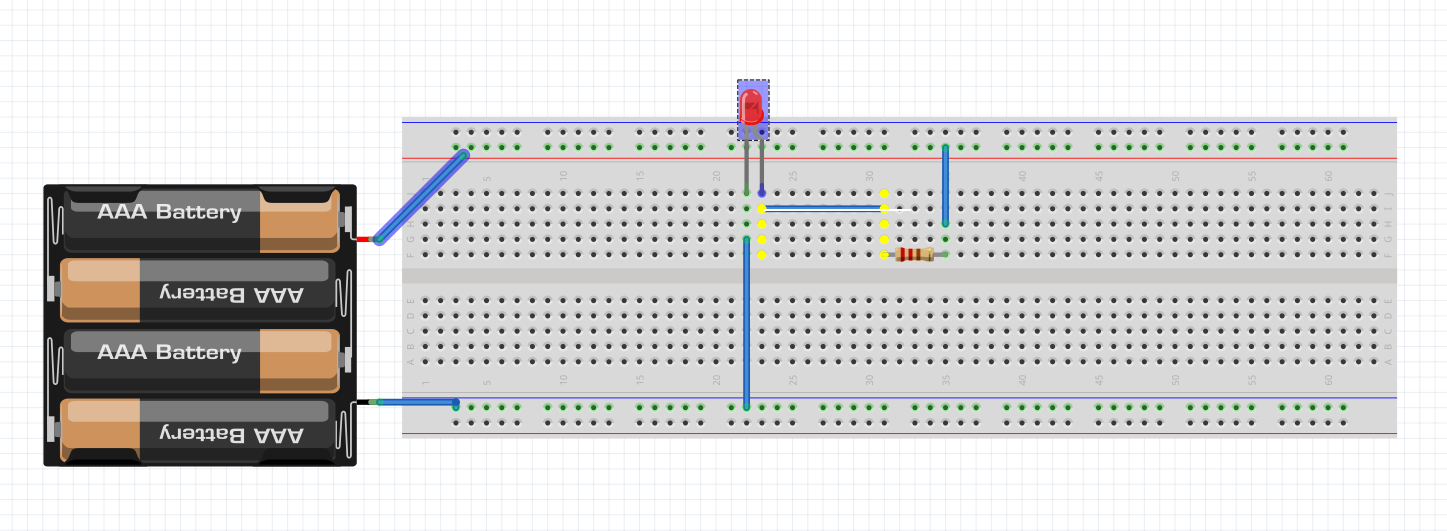 AAA Battery
AAA Battery
AAA Battery
AAA Battery
1 5 10 15 20 25 30 35 40 45 50 55 60
J J
I I
H H
G G
F F
E E
D D
C C
B B
A A
1 5 10 15 20 25 30 35 40 45 50 55 60